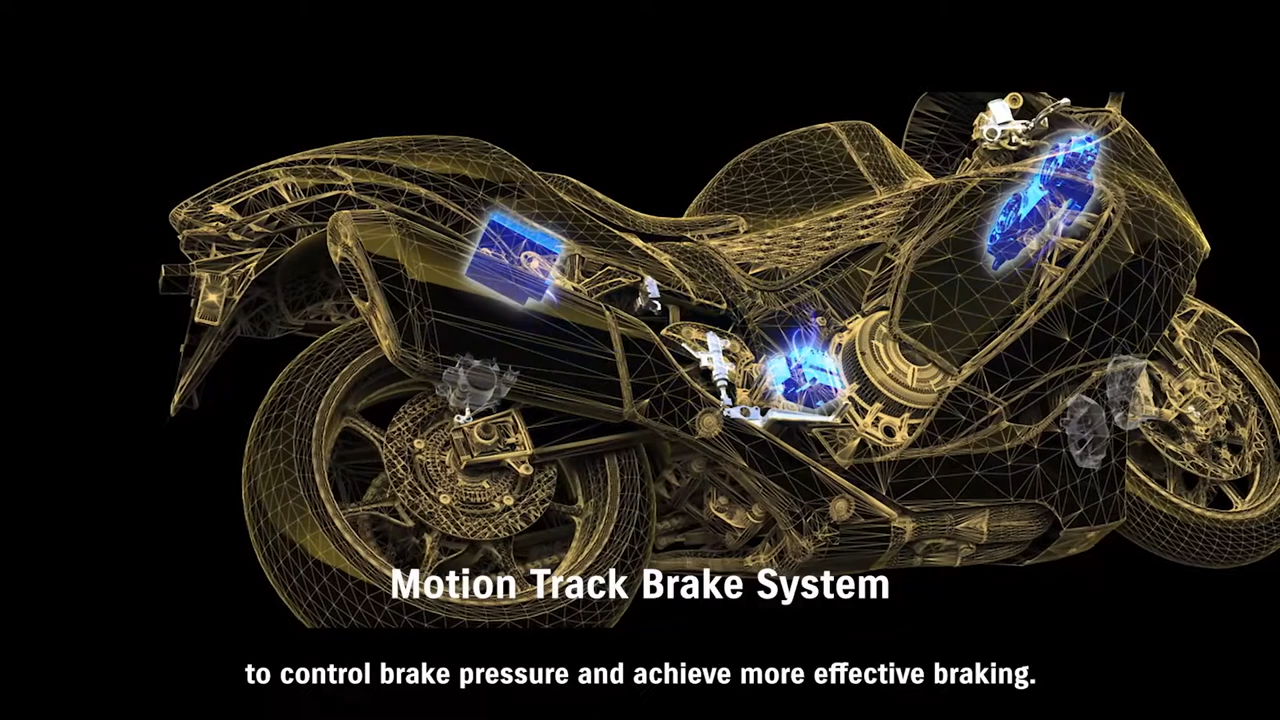 Motion Track Brake System
to control brake pressure and achieve more effective braking.